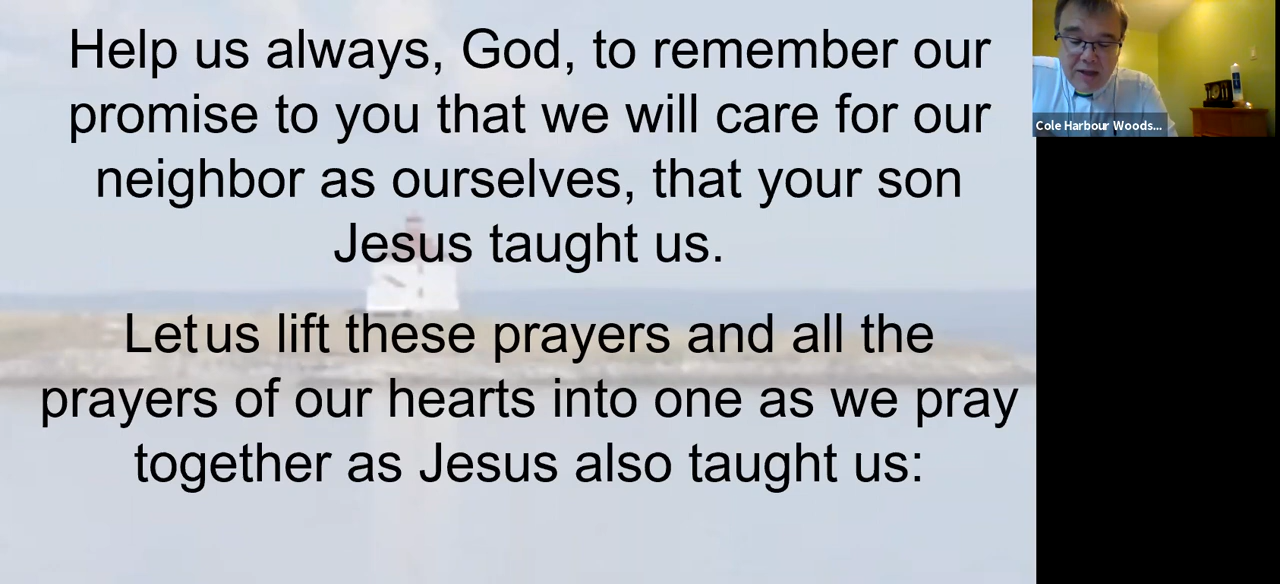 Help us always, God, to remember our
promise to you that we will care for our
neighbor as ourselves, that your son
Jesus taught us.
Let us lift these prayers and all the
prayers of our hearts into one as we pray
together as Jesus also taught us:
Cole Harbour Woods...